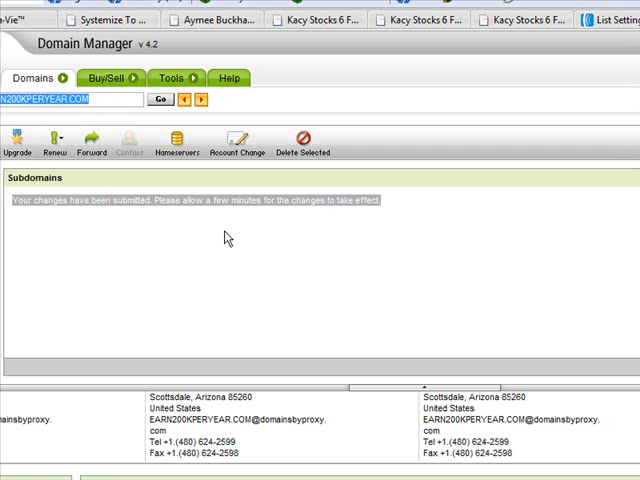 a-Vie™ Systemize To ... Aymee Buckha... Kacy Stocks 6 F... Kacy Stocks 6 F... Kacy Stocks 6 F... List Setting
Domain Manager v 4.2
Domains Buy/Sell Tools Help
N200KPERYEAR.COM Go
Upgrade Renew Forward Contact Nameservers Account Change Delete Selected
Subdomains
Your changes have been submitted. Please allow a few minutes for the changes to take effect.
Scottsdale, Arizona 85260 Scottsdale, Arizona 85260
United States United States
ainsbyproxy. EARN200KPERYEAR.COM@domainsbyproxy. EARN200KPERYEAR.COM@domainsbyproxy.
com com
Tel +1.(480) 624-2599 Tel +1.(480) 624-2599
Fax +1.(480) 624-2598 Fax +1.(480) 624-2598